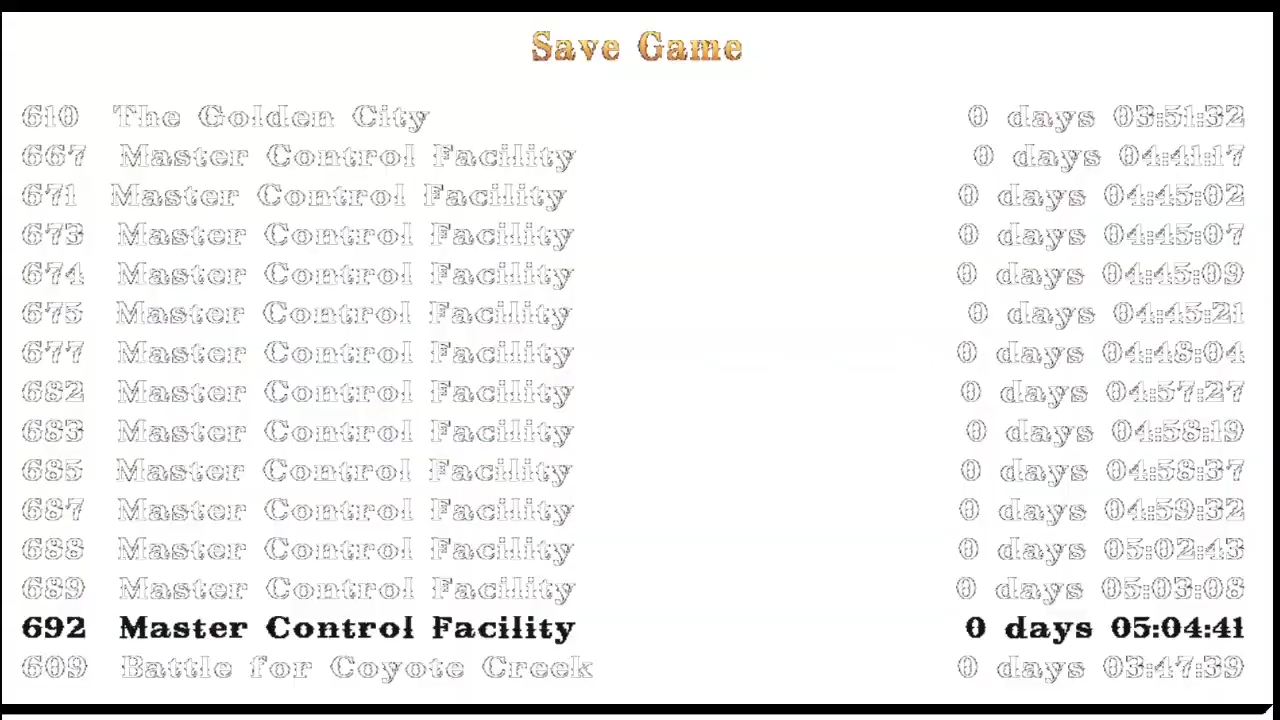 Save Game
610 The Golden City 0 days 03:51:32
667 Master Control Facility 0 days 04:41:17
671 Master Control Facility 0 days 04:45:02
673 Master Control Facility 0 days 04:45:07
674 Master Control Facility 0 days 04:45:09
675 Master Control Facility 0 days 04:45:21
677 Master Control Facility 0 days 04:48:04
682 Master Control Facility 0 days 04:57:27
683 Master Control Facility 0 days 04:58:19
685 Master Control Facility 0 days 04:58:37
687 Master Control Facility 0 days 04:59:32
688 Master Control Facility 0 days 05:02:43
689 Master Control Facility 0 days 05:03:08
692 Master Control Facility 0 days 05:04:41
609 Battle for Coyote Creek 0 days 03:47:39